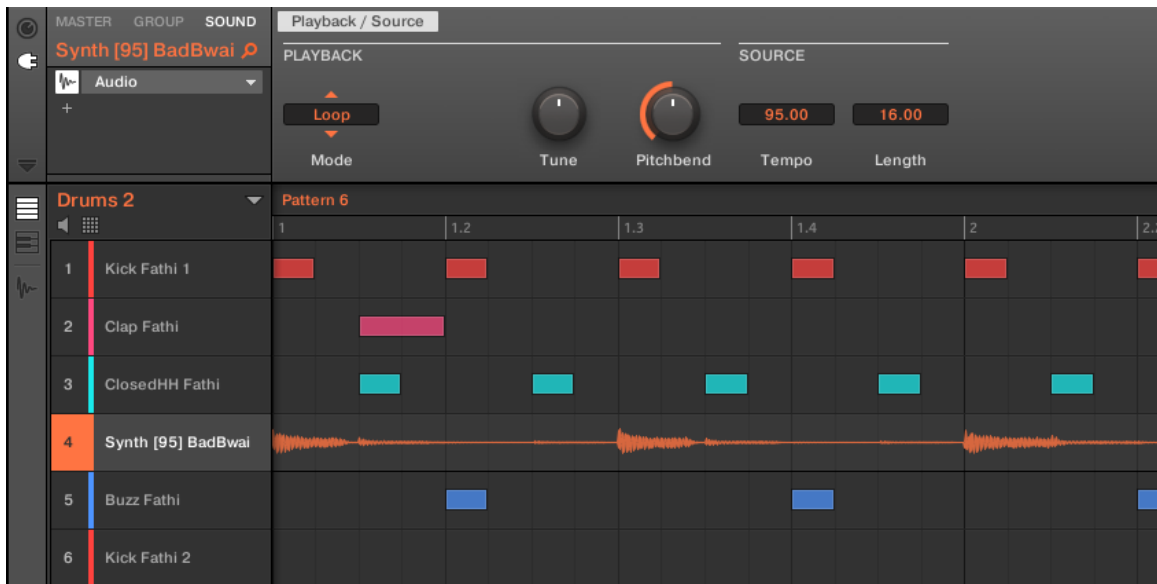 MASTER GROUP SOUND
Synth [95] BadBwai
Audio
+
Playback / Source
PLAYBACK
SOURCE
Loop
95.00
16.00
Mode
Tune
Pitchbend
Tempo
Length
Drums 2
Pattern 6
1 1.2 1.3 1.4 2
1 Kick Fathi 1
2 Clap Fathi
3 ClosedHH Fathi
4 Synth [95] BadBwai
5 Buzz Fathi
6 Kick Fathi 2